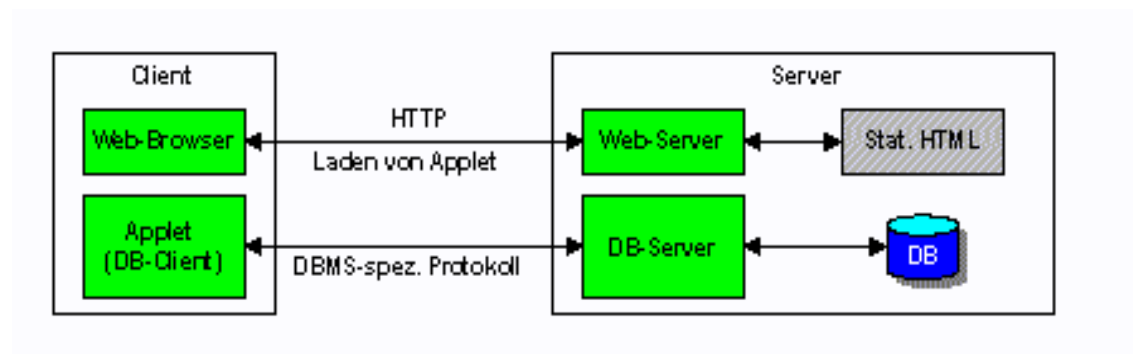 Client
Server
Web-Browser
HTTP
Laden von Applet
Web-Server
Stat. HTML
Applet
(DB-Client)
DBMS-spez. Protokoll
DB-Server
DB